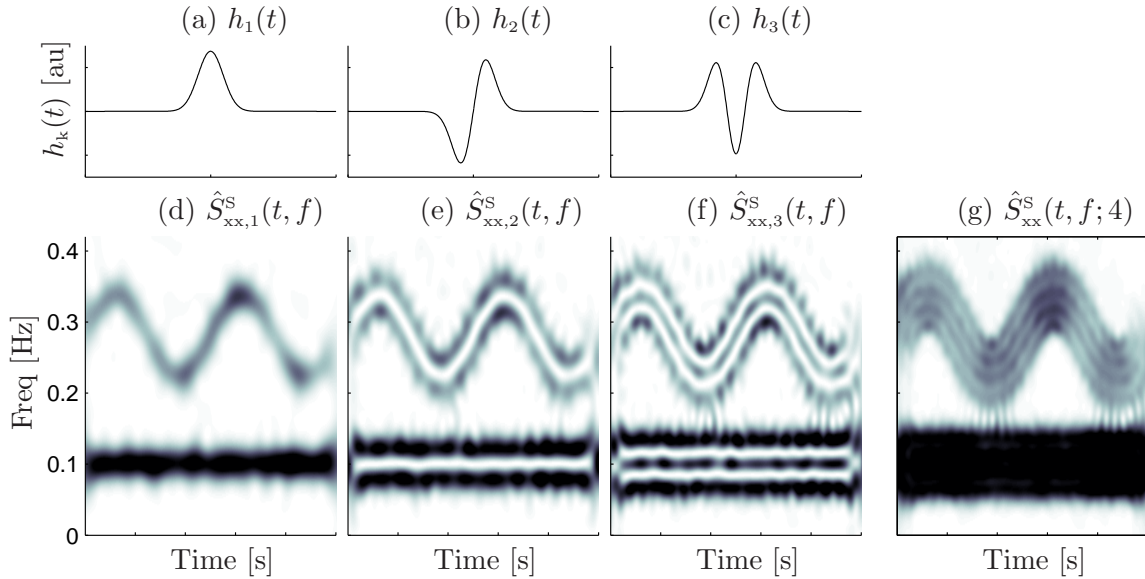 (a) h₁(t)
(b) h₂(t)
(c) h₃(t)
hₖ(t) [au]
(d) Ŝˢₓₓ,₁(t, f)
(e) Ŝˢₓₓ,₂(t, f)
(f) Ŝˢₓₓ,₃(t, f)
(g) Ŝˢₓₓ(t, f; 4)
Freq [Hz]
0.4
0.3
0.2
0.1
0
Time [s]
Time [s]
Time [s]
Time [s]